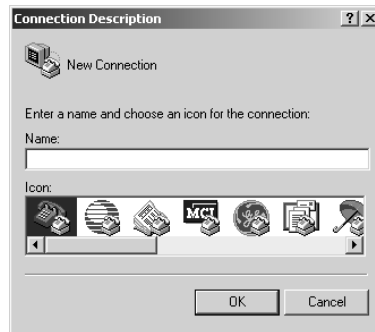 Connection Description
New Connection
Enter a name and choose an icon for the connection:
Name:
Icon:
MCI
OK Cancel